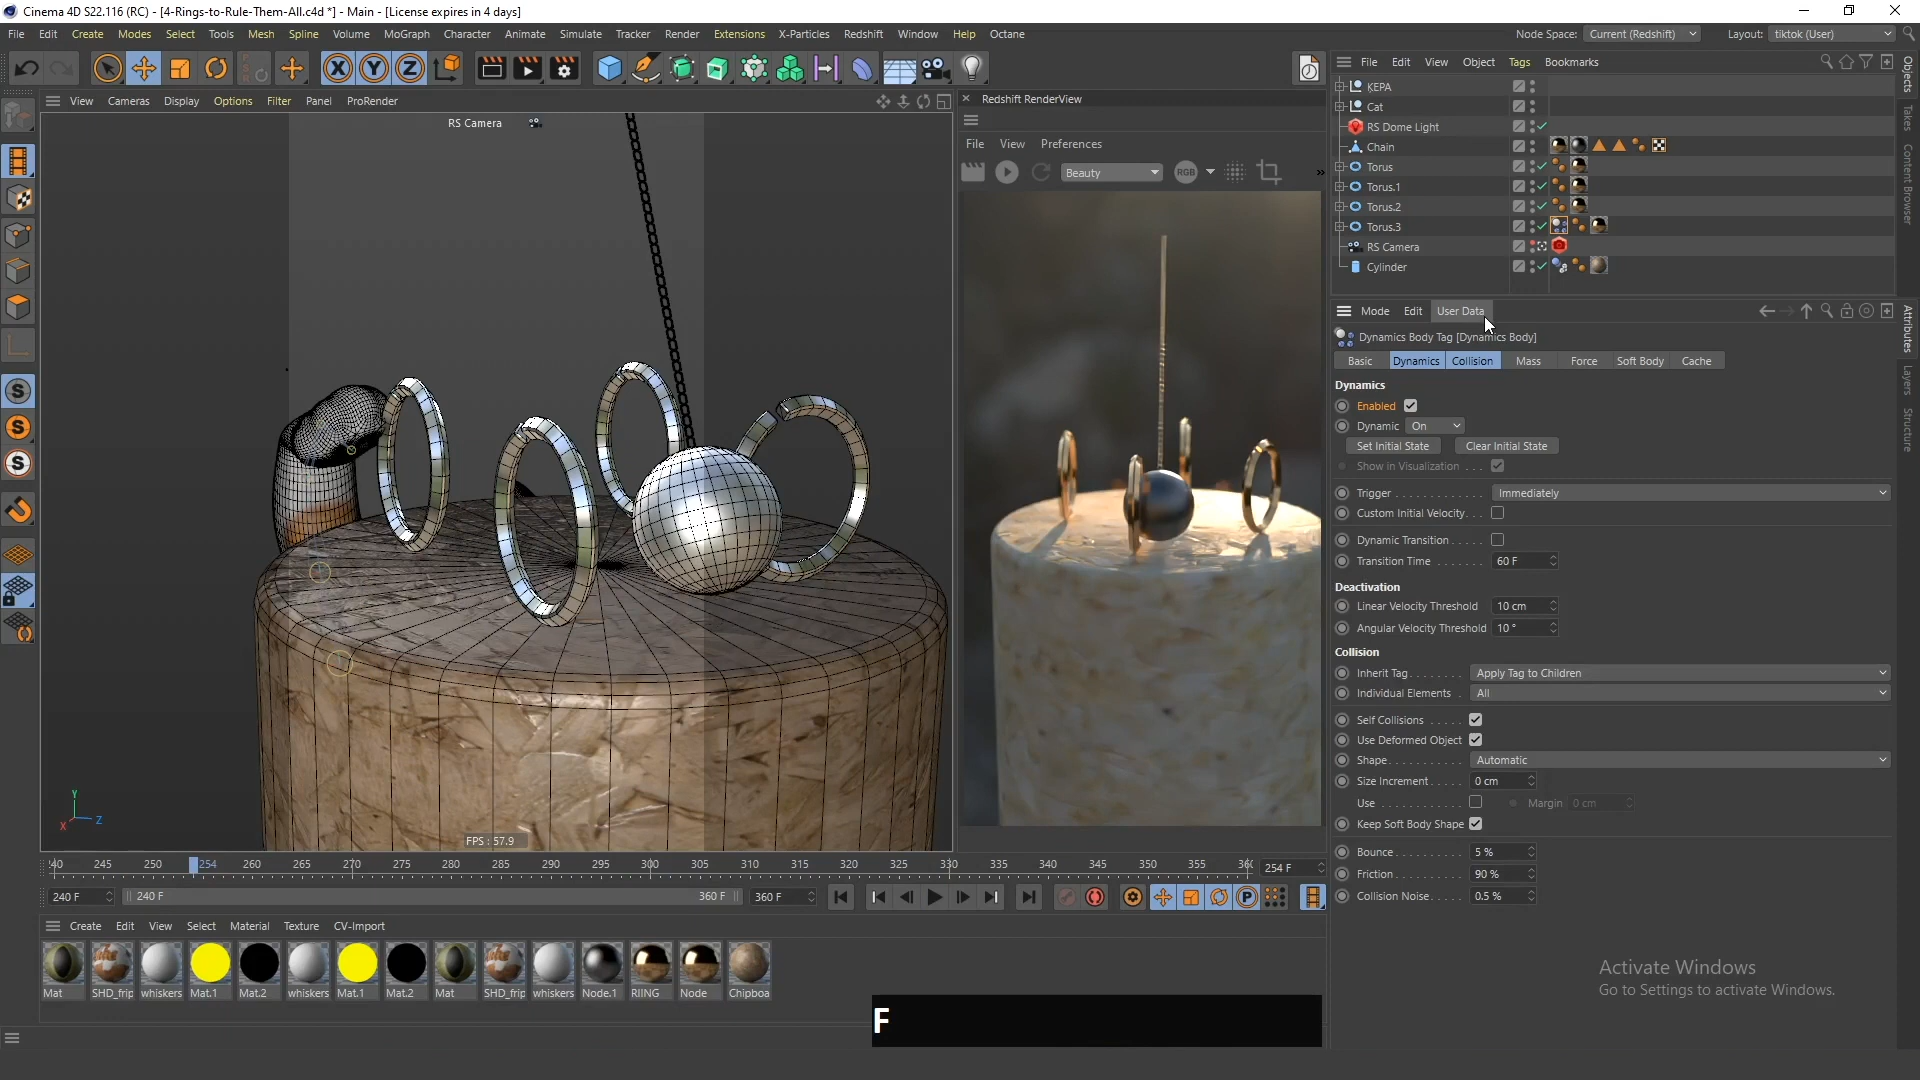 Cinema 4D S22.116 (RC) - [4-Rings-to-Rule-Them-All.c4d *] - Main - [License expires in 4 days]
File Edit Create Modes Select Tools Mesh Spline Volume MoGraph Character Animate Simulate Tracker Render Extensions X-Particles Redshift Window Help Octane
Node Space: Current (Redshift) Layout: tiktok (User)
View Cameras Display Options Filter Panel ProRender
RS Camera
Redshift RenderView
File View Preferences
Beauty
RGB
File Edit View Object Tags Bookmarks
KEPA
Cat
RS Dome Light
Chain
Torus
Torus.1
Torus.2
Torus.3
RS Camera
Cylinder
Objects
Takes
Content Browser
Mode Edit User Data
Dynamics Body Tag [Dynamics Body]
Basic Dynamics Collision Mass Force Soft Body Cache
Attributes
Layers
Structure
Dynamics
Enabled
Dynamic On
Set Initial State Clear Initial State
Show in Visualization . . .
Trigger . . . . . . . . . . . . Immediately
Custom Initial Velocity. . . .
Dynamic Transition . . . . .
Transition Time . . . . . . . 60 F
Deactivation
Linear Velocity Threshold 10 cm
Angular Velocity Threshold 10 °
Collision
Inherit Tag. . . . . . . . Apply Tag to Children
Individual Elements . All
Self Collisions . . . . .
Use Deformed Object
Shape. . . . . . . . . . . Automatic
Size Increment . . . . . 0 cm
Use . . . . . . . . . . . . Margin 0 cm
Keep Soft Body Shape
Bounce. . . . . . . . . . 5 %
Friction. . . . . . . . . . 90 %
Collision Noise. . . . . 0.5 %
Y
X Z
FPS : 57.9
240 245 250 254 260 265 270 275 280 285 290 295 300 305 310 315 320 325 330 335 340 345 350 355 36
254 F
240 F 240 F 360 F 360 F
Create Edit View Select Material Texture CV-Import
Mat SHD_frip whiskers Mat.1 Mat.2 whiskers Mat.1 Mat.2 Mat SHD_frip whiskers Node.1 RIING Node Chipboa
F
Activate Windows
Go to Settings to activate Windows.